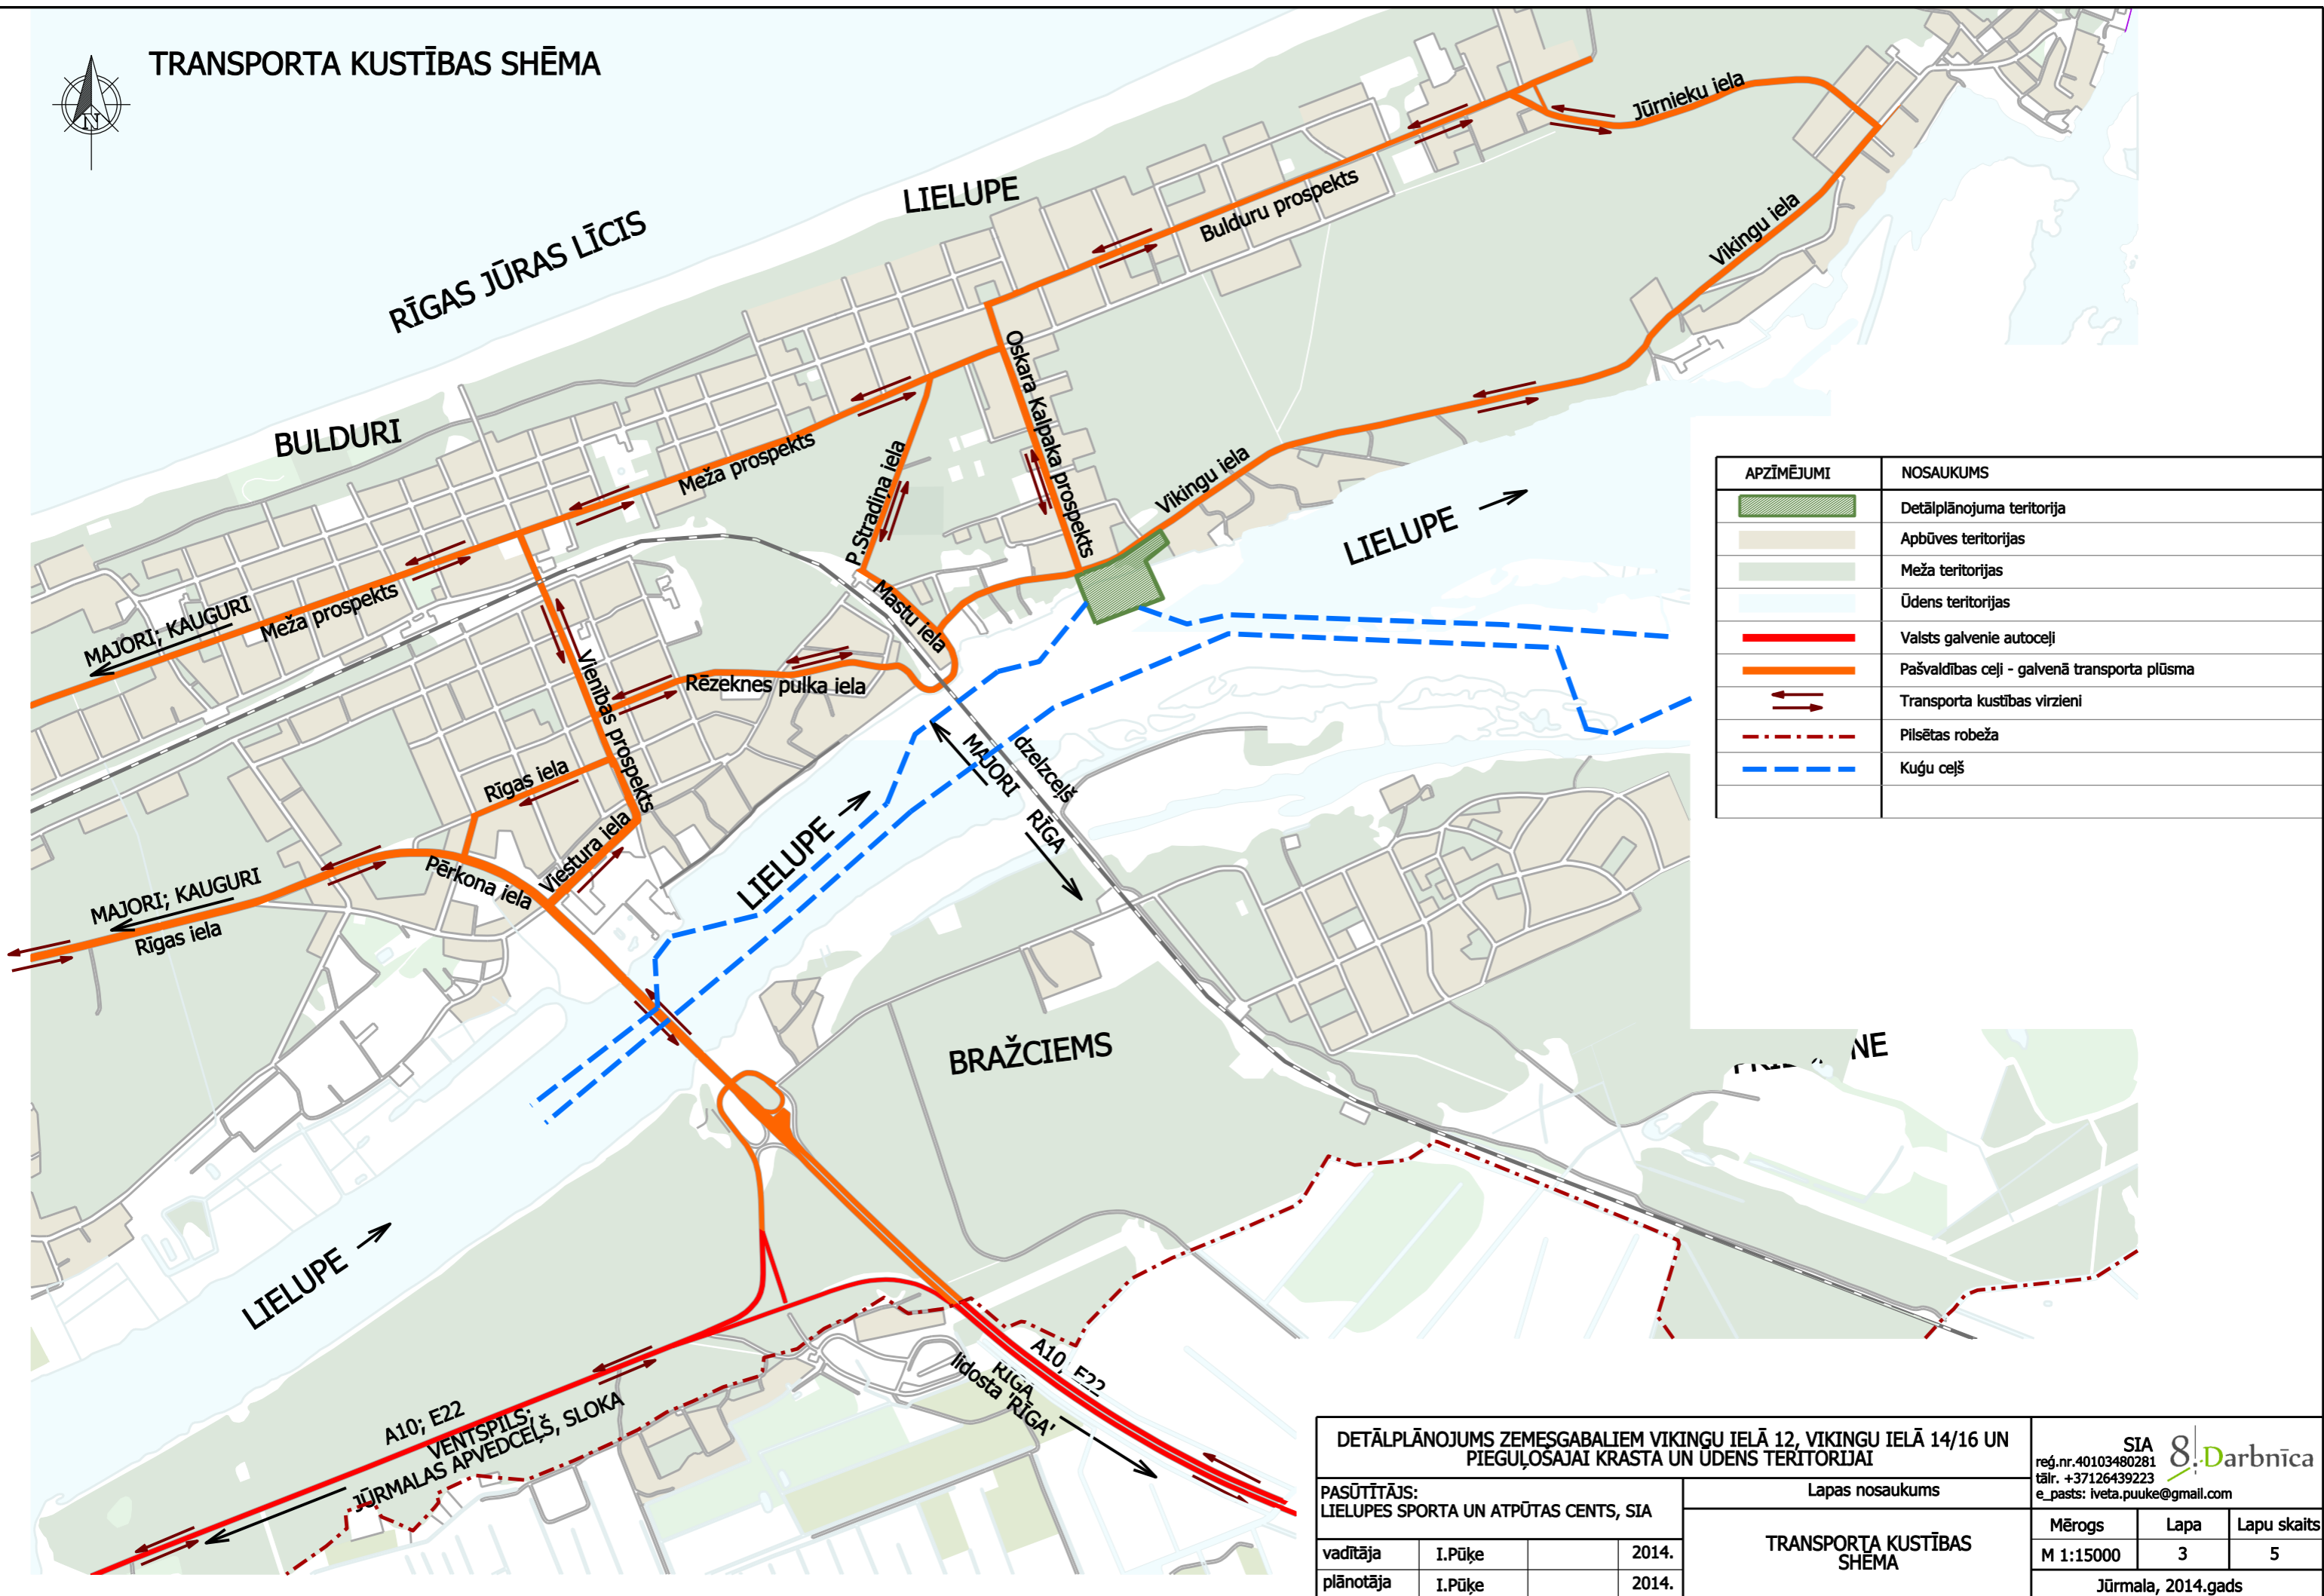 TRANSPORTA KUSTĪBAS SHĒMA
N
RĪGAS JŪRAS LĪCIS
LIELUPE
BULDURI
Jūrnieku iela
Bulduru prospekts
Vikingu iela
Oskara Kalpaka prospekts
Meža prospekts
P.Stradiņa iela
Vikingu iela
LIELUPE
Mastu iela
MAJORI; KAUGURI
Meža prospekts
Vienības prospekts
Rēzeknes pulka iela
MAJORI
dzelzceļš
RĪGA
Rīgas iela
Viestura iela
Pērkona iela
LIELUPE
MAJORI; KAUGURI
Rīgas iela
BRAŽCIEMS
NE
LIELUPE
A10; E22
VENTSPILS;
JŪRMALAS APVEDCEĻŠ, SLOKA
A10, E22
RĪGA
lidosta 'RĪGA'
APZĪMĒJUMI NOSAUKUMS
Detālplānojuma teritorija
Apbūves teritorijas
Meža teritorijas
Ūdens teritorijas
Valsts galvenie autoceļi
Pašvaldības ceļi - galvenā transporta plūsma
Transporta kustības virzieni
Pilsētas robeža
Kuģu ceļš
DETĀLPLĀNOJUMS ZEMESGABALIEM VIKINGU IELĀ 12, VIKINGU IELĀ 14/16 UN
PIEGUĻOŠAJAI KRASTA UN ŪDENS TERITORIJAI
PASŪTĪTĀJS:
LIELUPES SPORTA UN ATPŪTAS CENTS, SIA
vadītāja I.Pūķe 2014.
plānotāja I.Pūķe 2014.
Lapas nosaukums
TRANSPORTA KUSTĪBAS
SHĒMA
SIA
reģ.nr.40103480281
tālr. +37126439223
e_pasts: iveta.puuke@gmail.com
8.Darbnīca
Mērogs Lapa Lapu skaits
M 1:15000 3 5
Jūrmala, 2014.gads